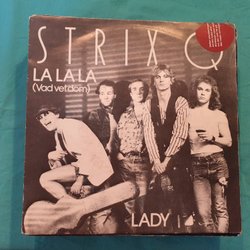 STRIX Q
LA LA LA
(Vad vet dom)
LADY